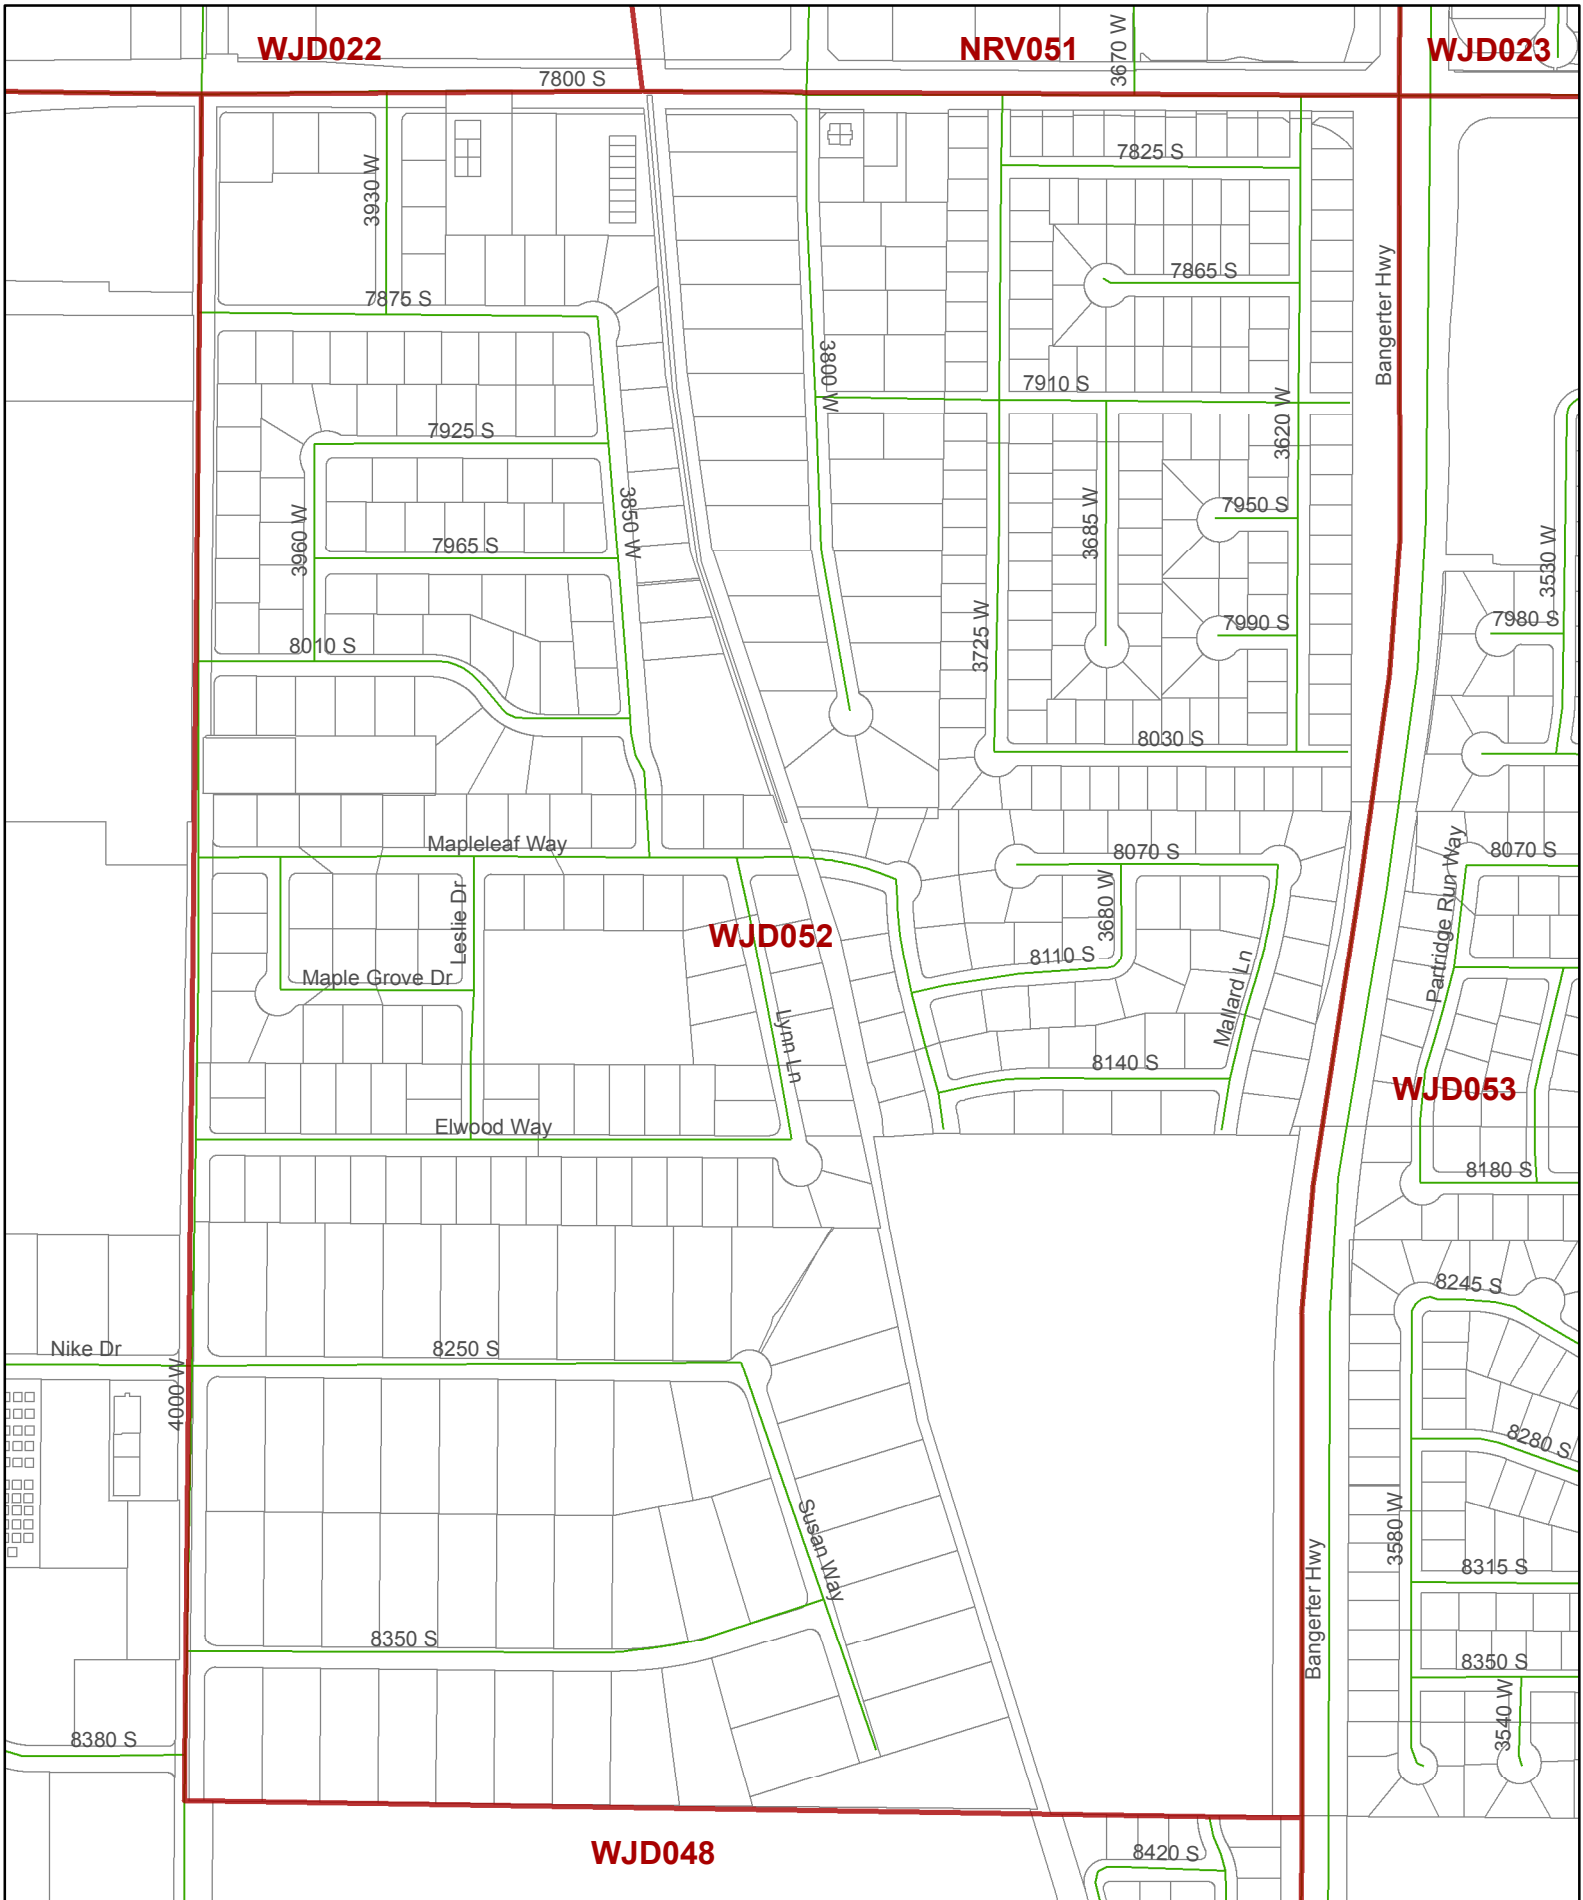 WJD022
NRV051
3670 W
WJD023
7800 S
7825 S
3930 W
7865 S
Bangerter Hwy
7875 S
3800 W
7910 S
3620 W
7925 S
3850 W
3685 W
7950 S
3960 W
7965 S
3530 W
7980 S
7990 S
3725 W
8010 S
8030 S
Mapleleaf Way
8070 S
Partridge Run Way
8070 S
Leslie Dr
3680 W
WJD052
8110 S
Maple Grove Dr
Mallard Ln
Lynn Ln
8140 S
WJD053
Elwood Way
8180 S
8245 S
Nike Dr
8250 S
4000 W
8280 S
Susan Way
3580 W
8315 S
Bangerter Hwy
8350 S
8350 S
3540 W
8380 S
WJD048
8420 S